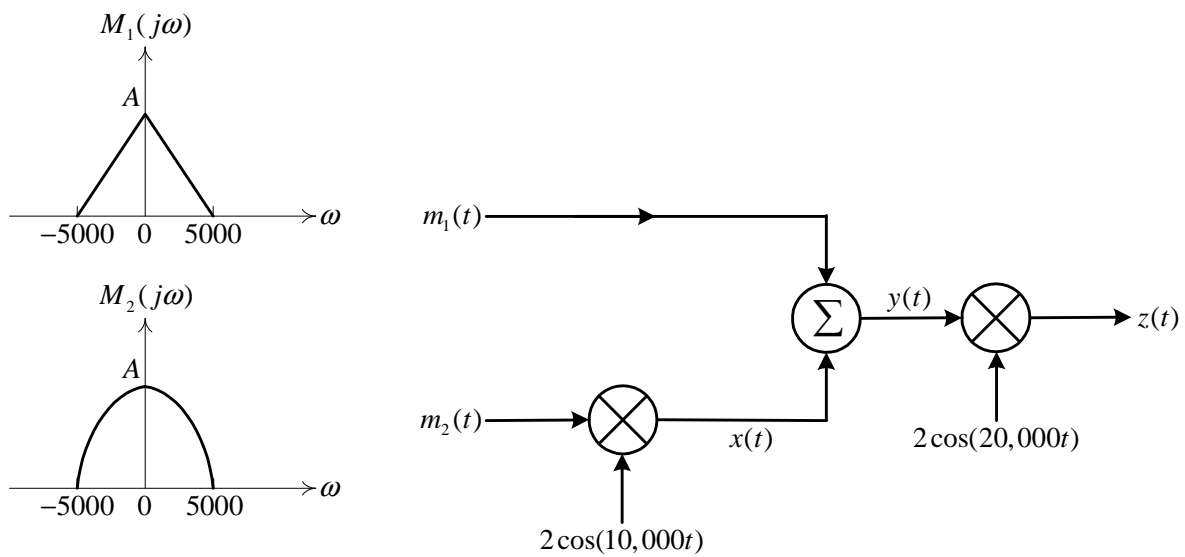 M₁(jω)
A
−5000 0 5000 ω
M₂(jω)
A
−5000 0 5000 ω
m₁(t)
Σ
y(t)
z(t)
m₂(t)
x(t)
2cos(10,000t)
2cos(20,000t)